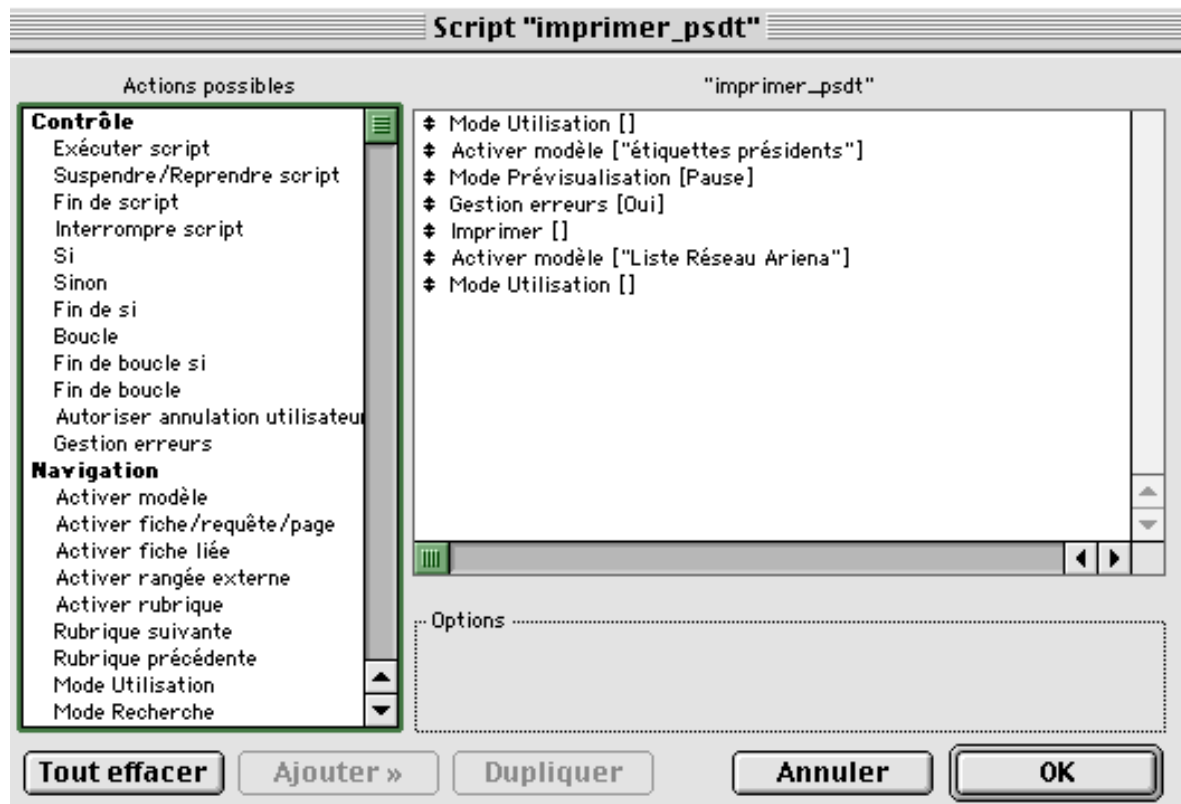 Script "imprimer_psdt"
Actions possibles
Contrôle
Exécuter script
Suspendre/Reprendre script
Fin de script
Interrompre script
Si
Sinon
Fin de si
Boucle
Fin de boucle si
Fin de boucle
Autoriser annulation utilisateu
Gestion erreurs
Navigation
Activer modèle
Activer fiche/requête/page
Activer fiche liée
Activer rangée externe
Activer rubrique
Rubrique suivante
Rubrique précédente
Mode Utilisation
Mode Recherche
"imprimer_psdt"
Mode Utilisation []
Activer modèle ["étiquettes présidents"]
Mode Prévisualisation [Pause]
Gestion erreurs [Oui]
Imprimer []
Activer modèle ["Liste Réseau Ariena"]
Mode Utilisation []
Options
Tout effacer
Ajouter »
Dupliquer
Annuler
OK